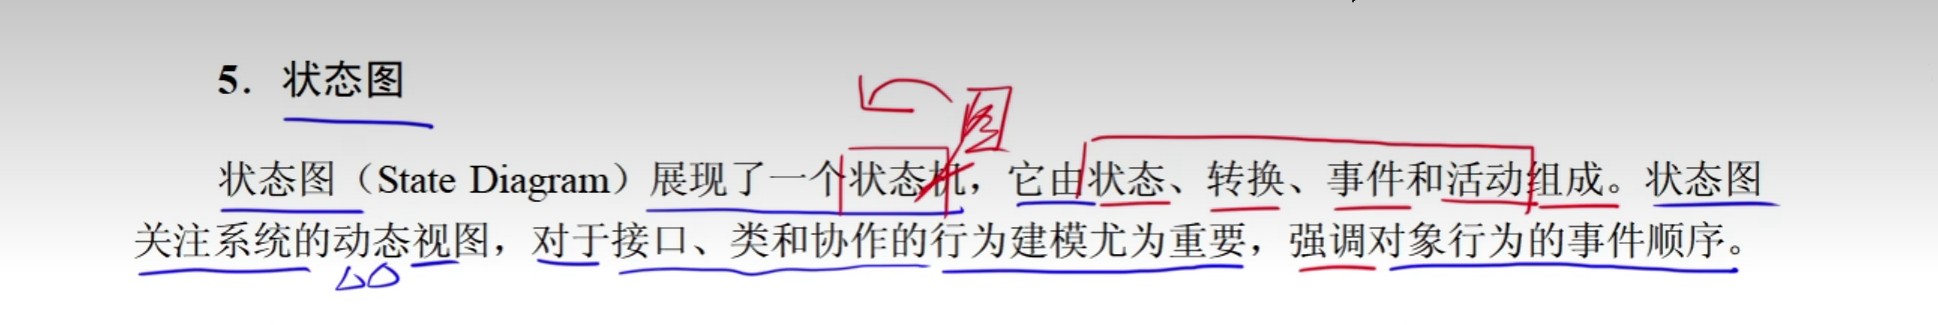 5. 状态图
图
状态图（State Diagram）展现了一个状态机，它由状态、转换、事件和活动组成。状态图
关注系统的动态视图，对于接口、类和协作的行为建模尤为重要，强调对象行为的事件顺序。